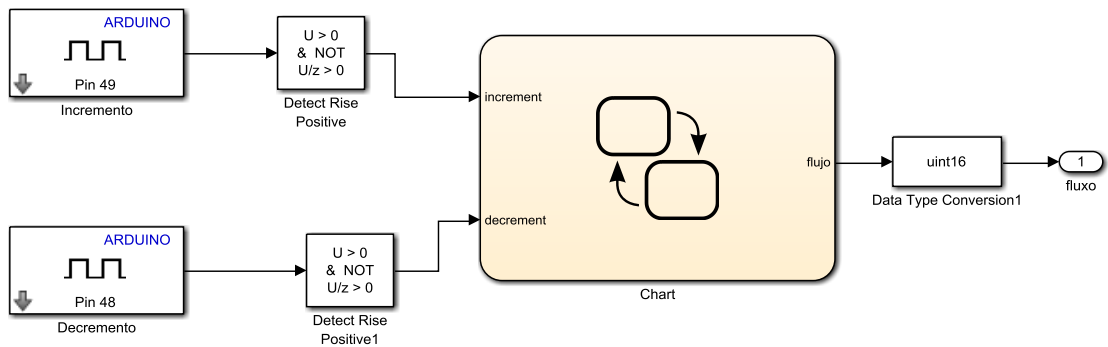 ARDUINO
Pin 49
Incremento
U > 0
& NOT
U/z > 0
Detect Rise
Positive
increment
decrement
flujo
Chart
uint16
Data Type Conversion1
1
fluxo
ARDUINO
Pin 48
Decremento
U > 0
& NOT
U/z > 0
Detect Rise
Positive1